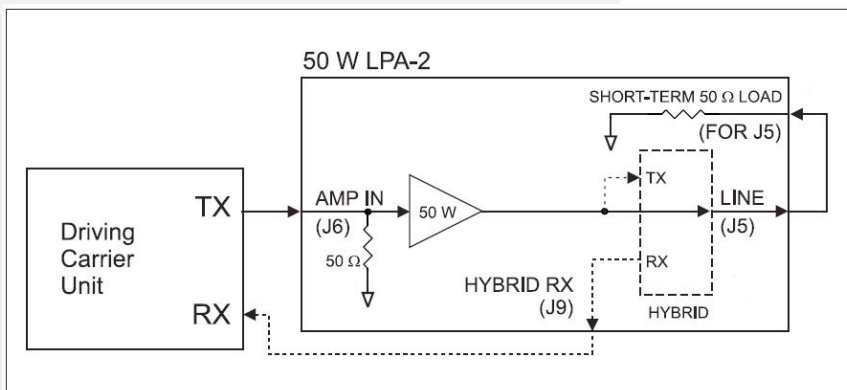 50 W LPA-2
SHORT-TERM 50 Ω LOAD
(FOR J5)
TX
AMP IN
(J6)
50 Ω
50 W
TX
LINE
(J5)
RX
HYBRID
HYBRID RX
(J9)
Driving
Carrier
Unit
RX